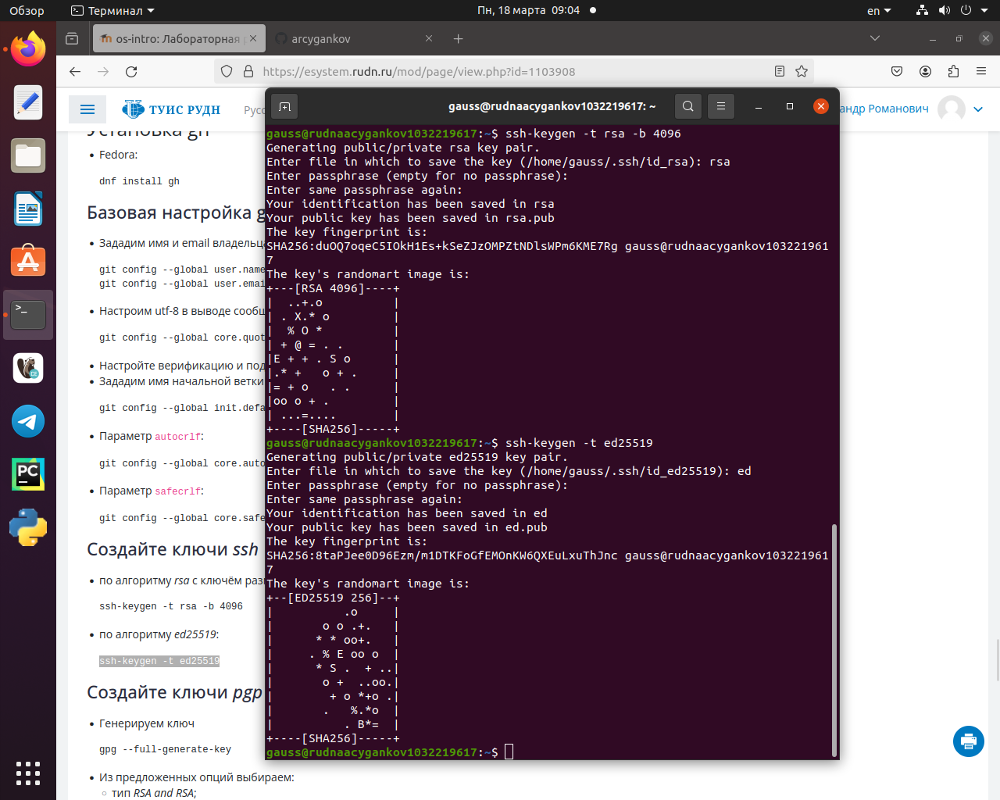 Обзор
Терминал
Пн, 18 марта 09:04
en
os-intro: Лабораторная р
arcygankov
https://esystem.rudn.ru/mod/page/view.php?id=1103908
ТУИС РУДН
Русс
андр Романович
Установка gh
Fedora:
dnf install gh
Базовая настройка g
Зададим имя и email владельц
git config --global user.name
git config --global user.emai
Настроим utf-8 в выводе сообщ
git config --global core.quot
Настройте верификацию и под
Зададим имя начальной ветки
git config --global init.defa
Параметр autocrlf:
git config --global core.auto
Параметр safecrlf:
git config --global core.safe
Создайте ключи ssh
по алгоритму rsa с ключём раз
ssh-keygen -t rsa -b 4096
по алгоритму ed25519:
ssh-keygen -t ed25519
Создайте ключи pgp
Генерируем ключ
gpg --full-generate-key
Из предложенных опций выбираем:
тип RSA and RSA;
gauss@rudnaacygankov1032219617: ~
gauss@rudnaacygankov1032219617:~$ ssh-keygen -t rsa -b 4096
Generating public/private rsa key pair.
Enter file in which to save the key (/home/gauss/.ssh/id_rsa): rsa
Enter passphrase (empty for no passphrase):
Enter same passphrase again:
Your identification has been saved in rsa
Your public key has been saved in rsa.pub
The key fingerprint is:
SHA256:duOQ7oqeC5IOkH1Es+kSeZJzOMPZtNDlsWPm6KME7Rg gauss@rudnaacygankov103221961
7
The key's randomart image is:
+---[RSA 4096]----+
|  ..+.o          |
| . X.* o         |
|  % O *          |
| + @ = . .       |
|E + + . S o      |
|.* +   o + .     |
|= + o   . .      |
|oo o + .         |
| ...=....        |
+----[SHA256]-----+
gauss@rudnaacygankov1032219617:~$ ssh-keygen -t ed25519
Generating public/private ed25519 key pair.
Enter file in which to save the key (/home/gauss/.ssh/id_ed25519): ed
Enter passphrase (empty for no passphrase):
Enter same passphrase again:
Your identification has been saved in ed
Your public key has been saved in ed.pub
The key fingerprint is:
SHA256:8taPJee0D96Ezm/m1DTKFoGfEMOnKW6QXEuLxuThJnc gauss@rudnaacygankov103221961
7
The key's randomart image is:
+--[ED25519 256]--+
|          .o     |
|       o o .+.   |
|      * * oo+.   |
|     . % E oo o  |
|      * S .  + ..|
|       o +  ..oo.|
|        + o *+o .|
|       .   %.*o  |
|          . B*=  |
+----[SHA256]-----+
gauss@rudnaacygankov1032219617:~$